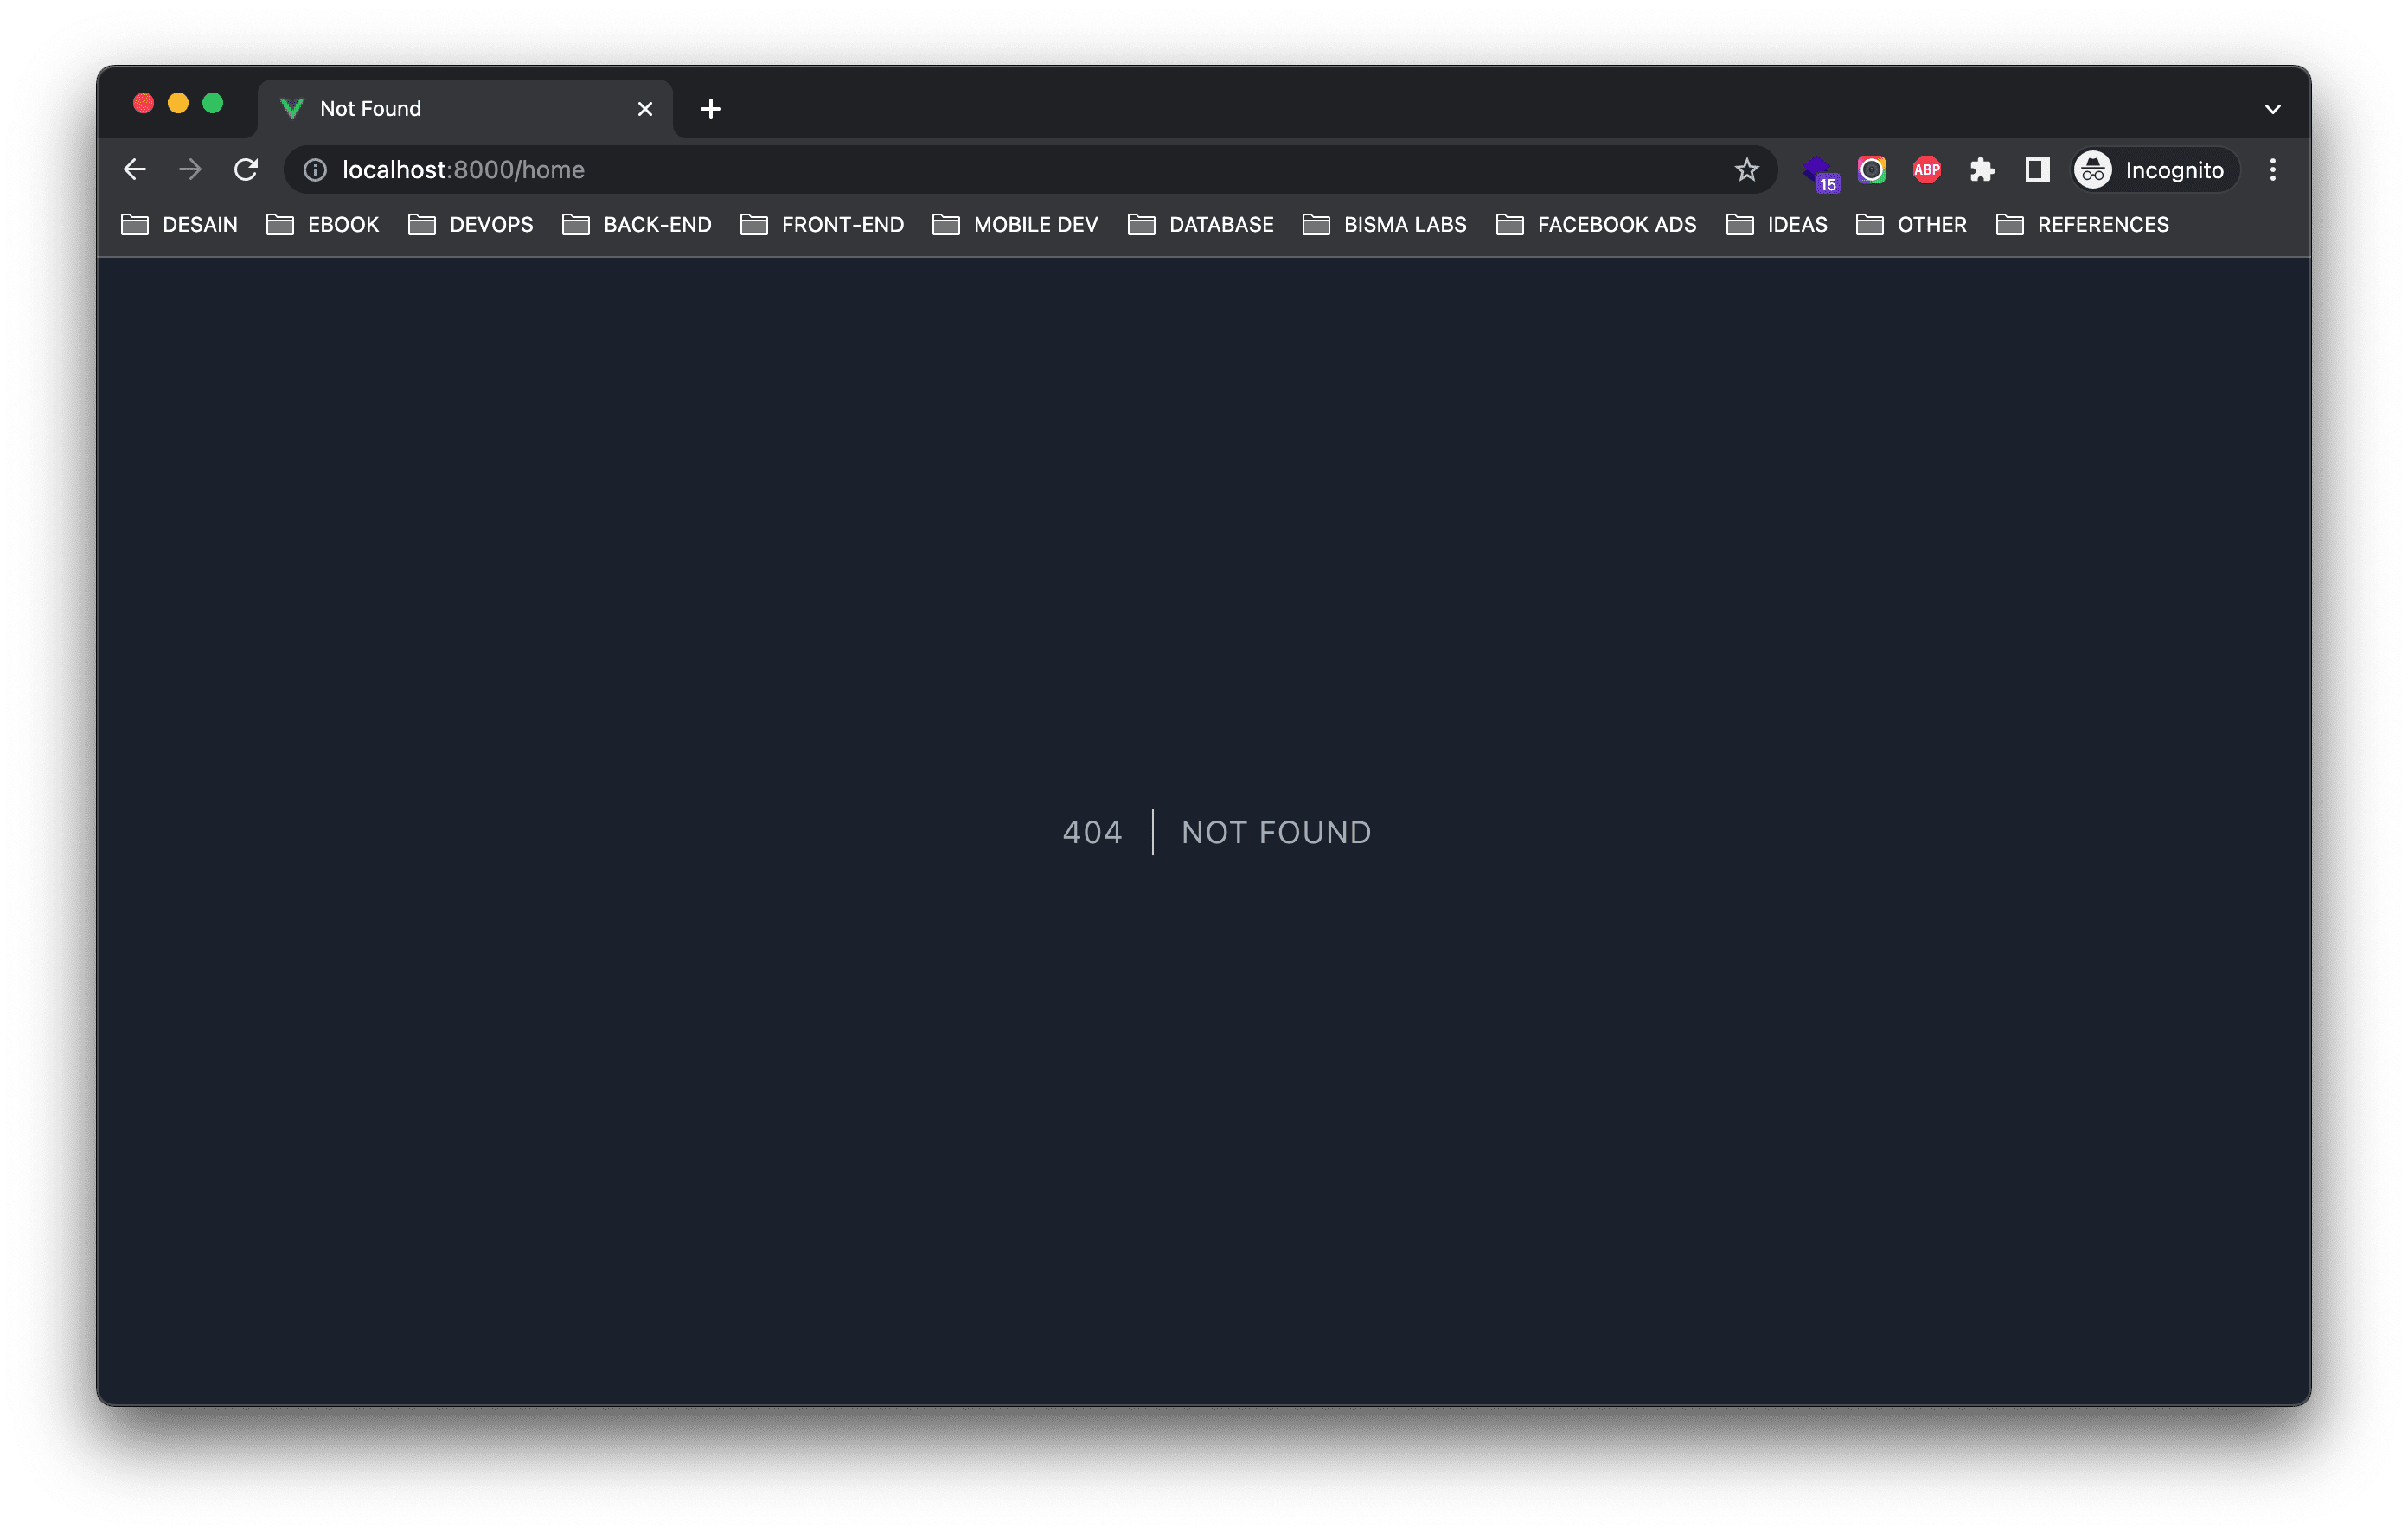 Not Found
localhost:8000/home
15
ABP
Incognito
DESAIN EBOOK DEVOPS BACK-END FRONT-END MOBILE DEV DATABASE BISMA LABS FACEBOOK ADS IDEAS OTHER REFERENCES
404 NOT FOUND